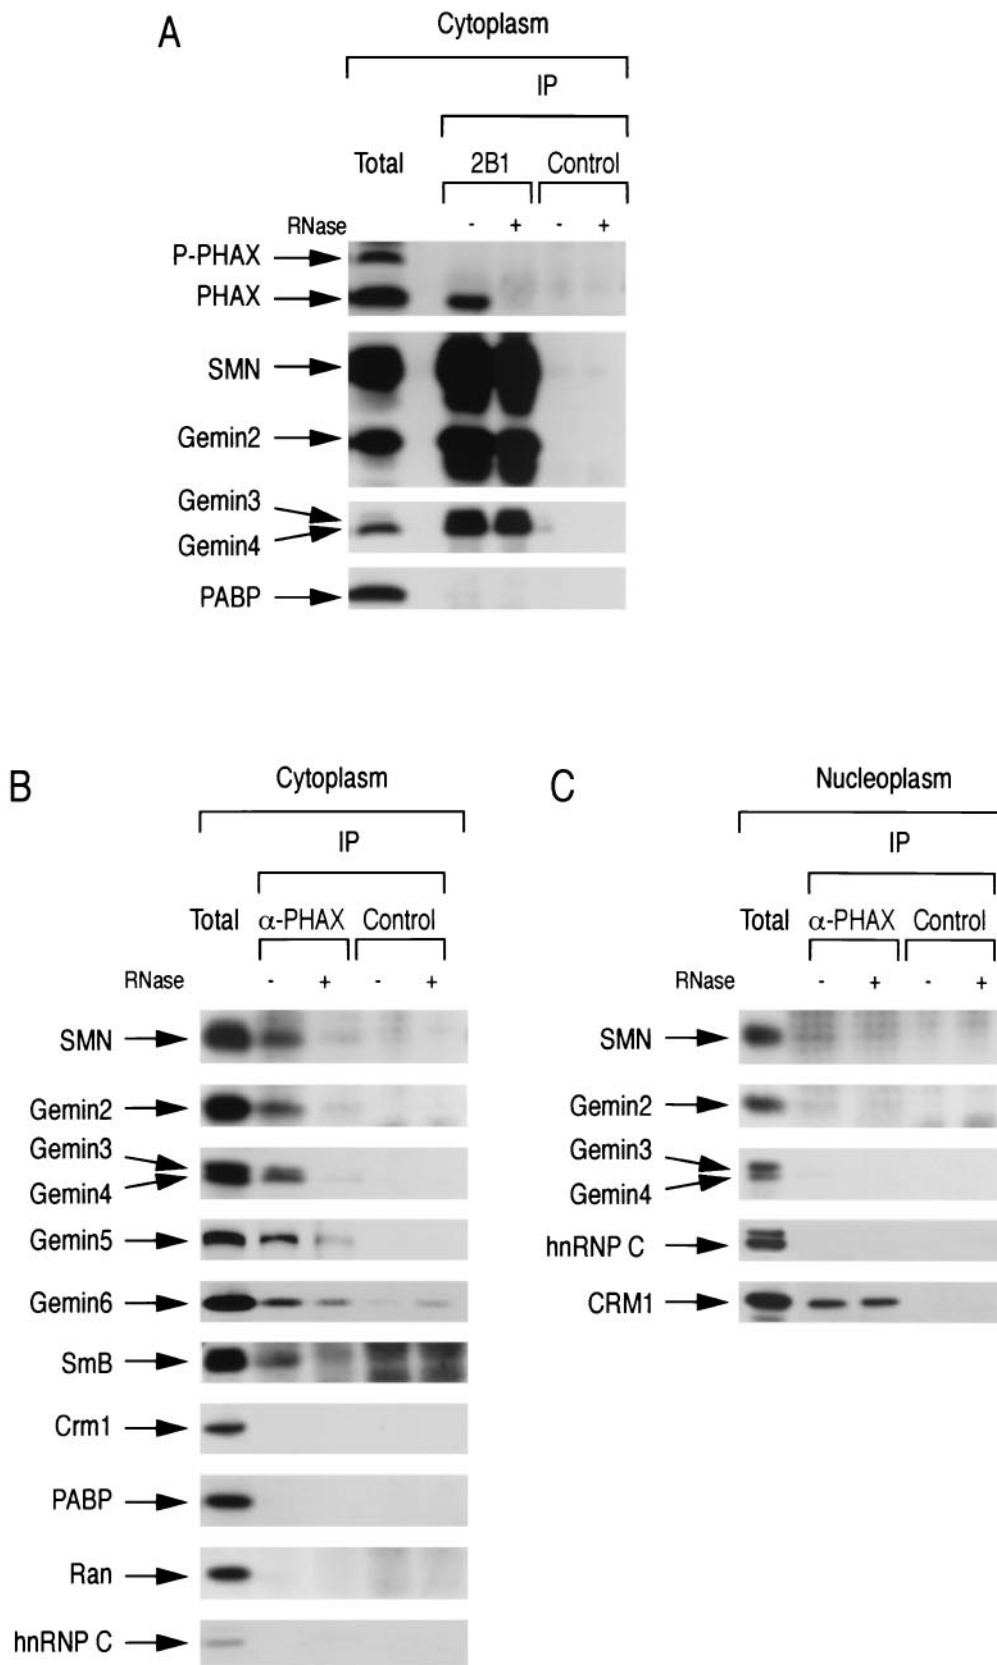 A
Cytoplasm
IP
Total 2B1 Control
RNase - + - +
P-PHAX
PHAX
SMN
Gemin2
Gemin3
Gemin4
PABP
B
Cytoplasm
IP
Total α-PHAX Control
RNase - + - +
SMN
Gemin2
Gemin3
Gemin4
Gemin5
Gemin6
SmB
Crm1
PABP
Ran
hnRNP C
C
Nucleoplasm
IP
Total α-PHAX Control
RNase - + - +
SMN
Gemin2
Gemin3
Gemin4
hnRNP C
CRM1